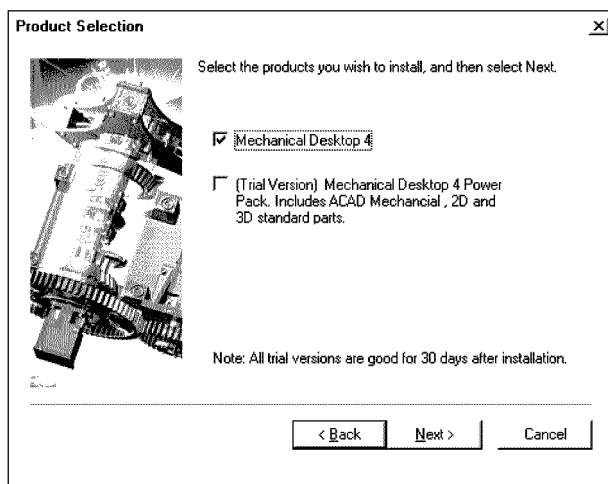 Product Selection
Select the products you wish to install, and then select Next.
Mechanical Desktop 4
(Trial Version) Mechanical Desktop 4 Power
Pack. Includes ACAD Mechancial , 2D and
3D standard parts.
Note: All trial versions are good for 30 days after installation.
< Back Next > Cancel